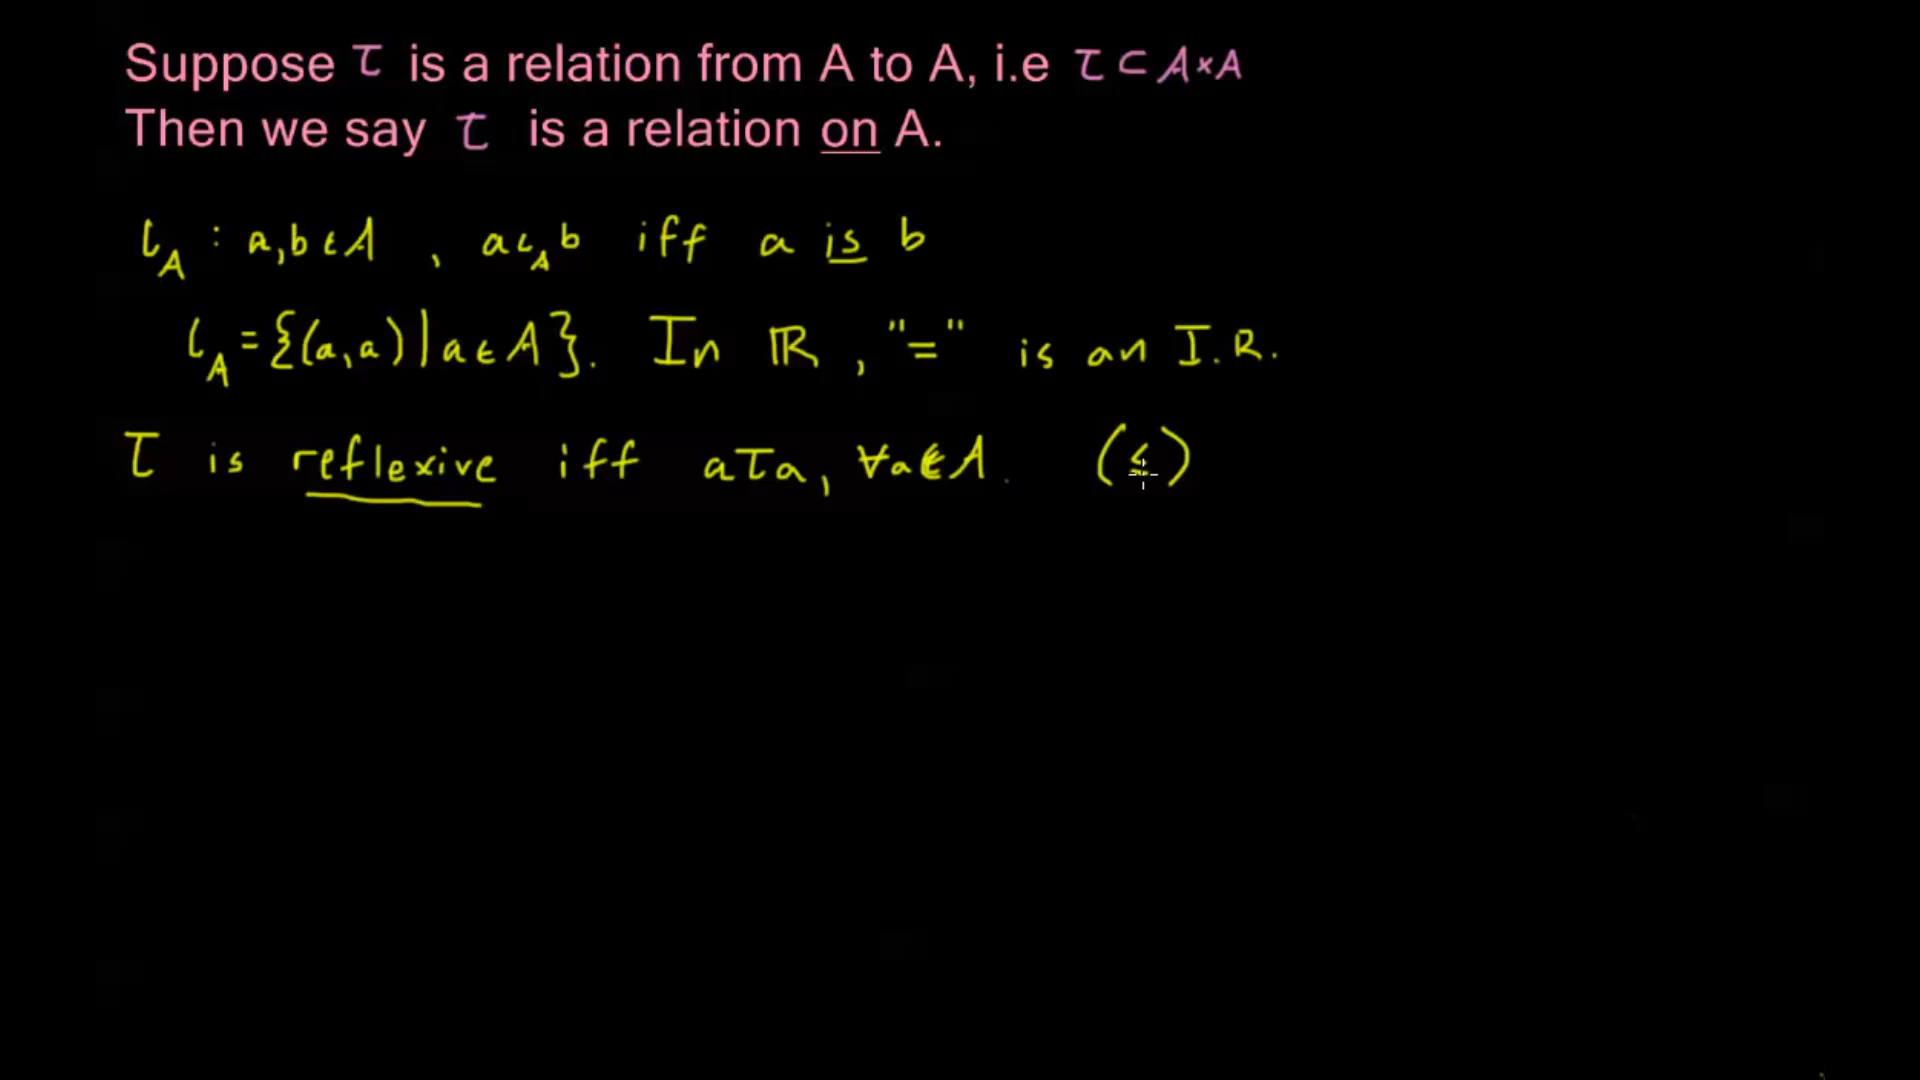 Suppose τ is a relation from A to A, i.e τ ⊂ A×A
Then we say τ is a relation on A.
ι_A : a,b ∈ A , a ι_A b iff a is b
ι_A = {(a,a) | a ∈ A}. In ℝ, "=" is an I.R.
τ is reflexive iff aτa, ∀a∈A. (≤)